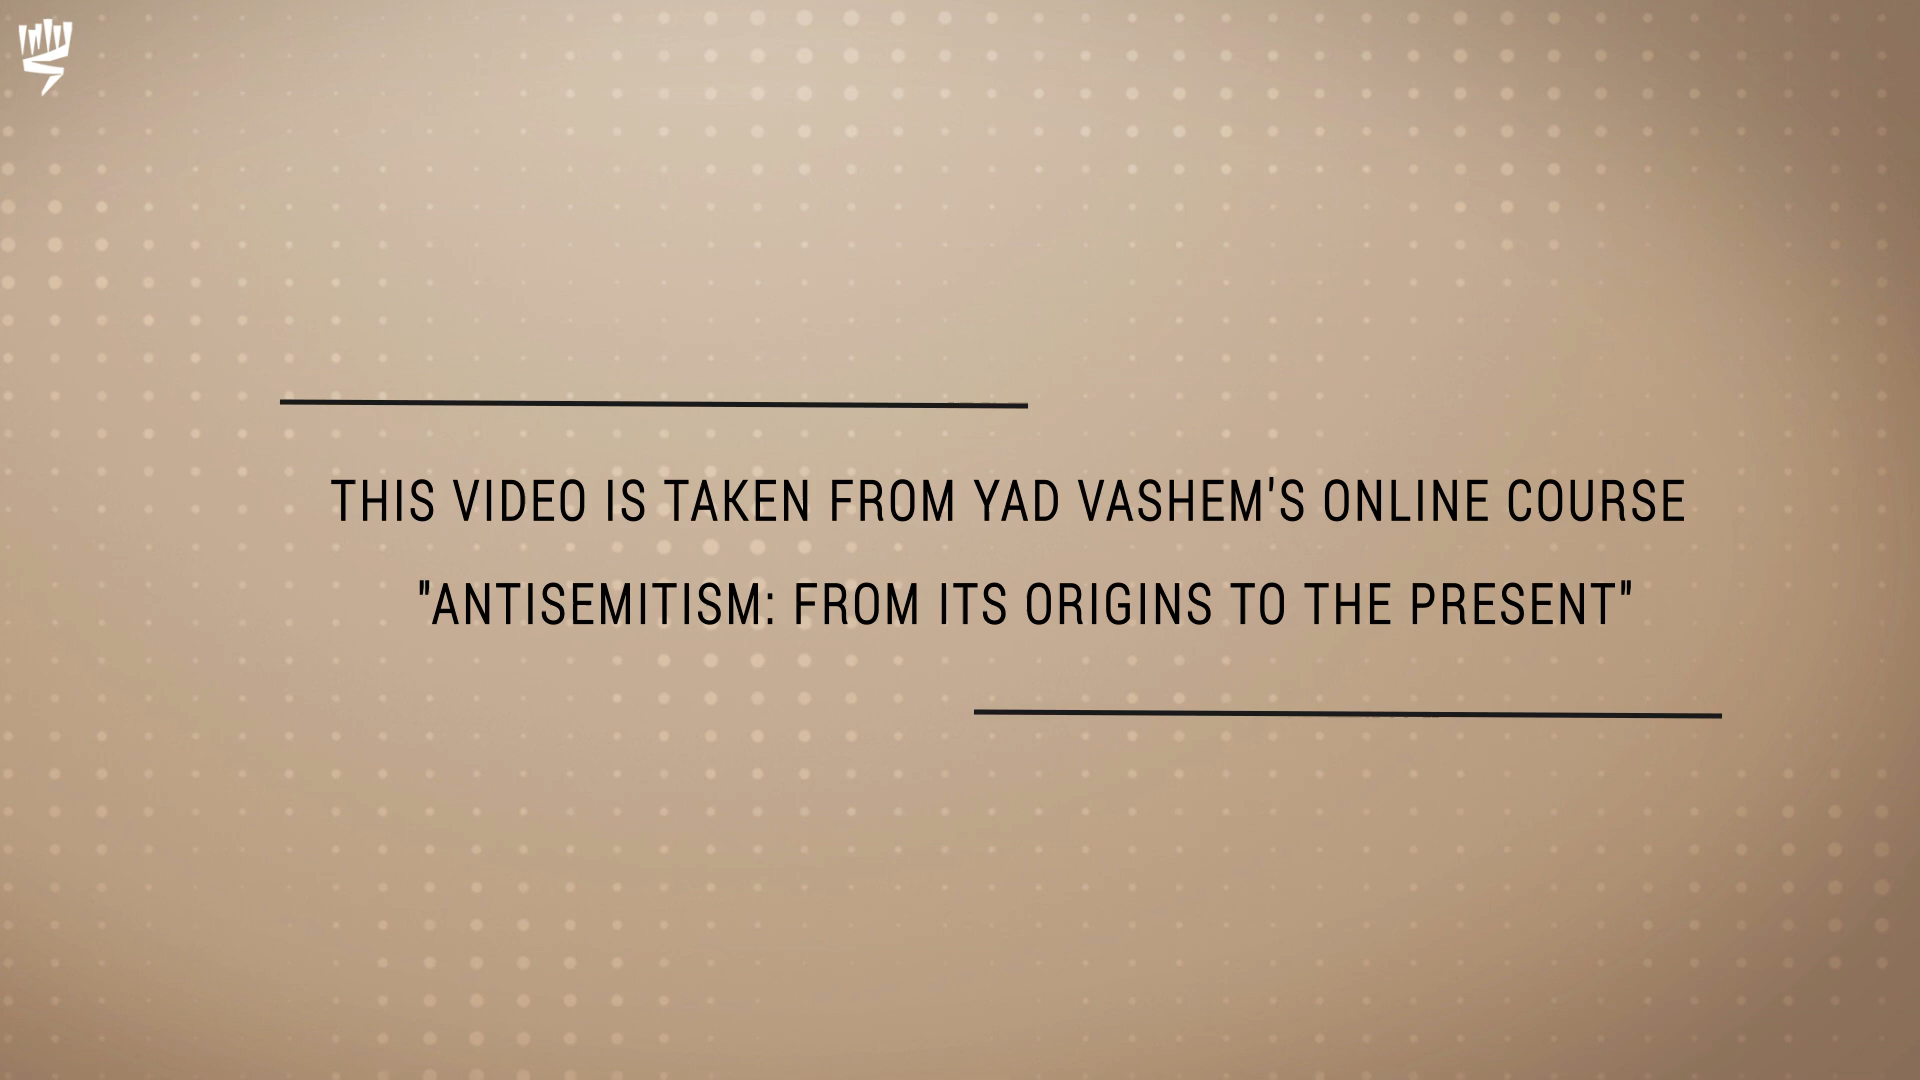 THIS VIDEO IS TAKEN FROM YAD VASHEM'S ONLINE COURSE
"ANTISEMITISM: FROM ITS ORIGINS TO THE PRESENT"